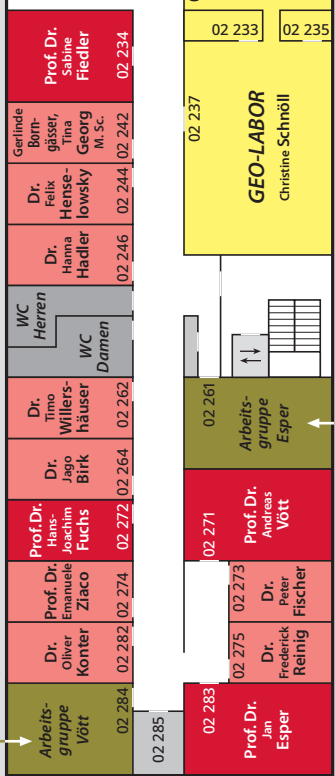 Prof. Dr.
Sabine
Fiedler
02 234
Gerlinde
Born-
gässer,
Tina
Georg
M. Sc.
02 242
Dr.
Felix
Hense-
lowsky
02 244
Dr.
Hanna
Hadler
02 246
WC
Herren
WC
Damen
Dr.
Timo
Willers-
häuser
02 262
Dr.
Jago
Birk
02 264
Prof.Dr.
Hans-
Joachim
Fuchs
02 272
Prof. Dr.
Emanuele
Ziaco
02 274
Dr.
Oliver
Konter
02 282
Arbeits-
gruppe
Vött
02 284
02 285
02 233
02 235
02 237
GEO-LABOR
Christine Schnöll
02 261
Arbeits-
gruppe
Esper
02 271
Prof. Dr.
Andreas
Vött
02 273
Dr.
Peter
Fischer
02 275
Dr.
Frederick
Reinig
02 283
Prof. Dr.
Jan
Esper